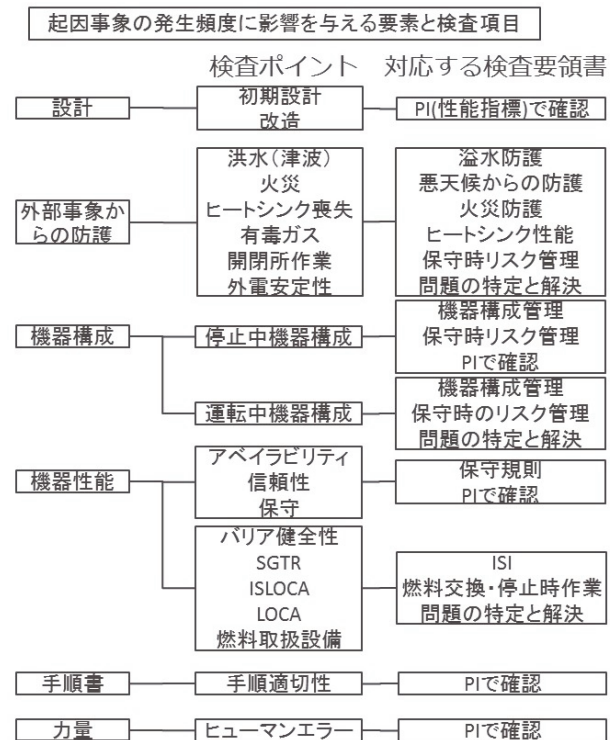 起因事象の発生頻度に影響を与える要素と検査項目
検査ポイント 対応する検査要領書
設計
初期設計
改造
PI(性能指標)で確認
外部事象か
らの防護
洪水(津波)
火災
ヒートシンク喪失
有毒ガス
開閉所作業
外電安定性
溢水防護
悪天候からの防護
火災防護
ヒートシンク性能
保守時リスク管理
問題の特定と解決
機器構成
停止中機器構成
機器構成管理
保守時リスク管理
PIで確認
運転中機器構成
機器構成管理
保守時のリスク管理
問題の特定と解決
機器性能
アベイラビリティ
信頼性
保守
保守規則
PIで確認
バリア健全性
SGTR
ISLOCA
LOCA
燃料取扱設備
ISI
燃料交換・停止時作業
問題の特定と解決
手順書
手順適切性
PIで確認
力量
ヒューマンエラー
PIで確認